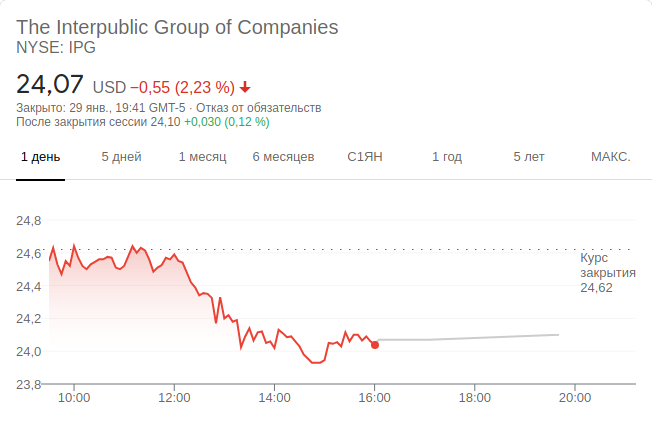 The Interpublic Group of Companies
NYSE: IPG
24,07 USD −0,55 (2,23 %)
Закрыто: 29 янв., 19:41 GMT-5 · Отказ от обязательств
После закрытия сессии 24,10 +0,030 (0,12 %)
1 день 5 дней 1 месяц 6 месяцев С1ЯН 1 год 5 лет МАКС.
24,8
24,6
24,4
24,2
24,0
23,8
Курс
закрытия
24,62
10:00 12:00 14:00 16:00 18:00 20:00